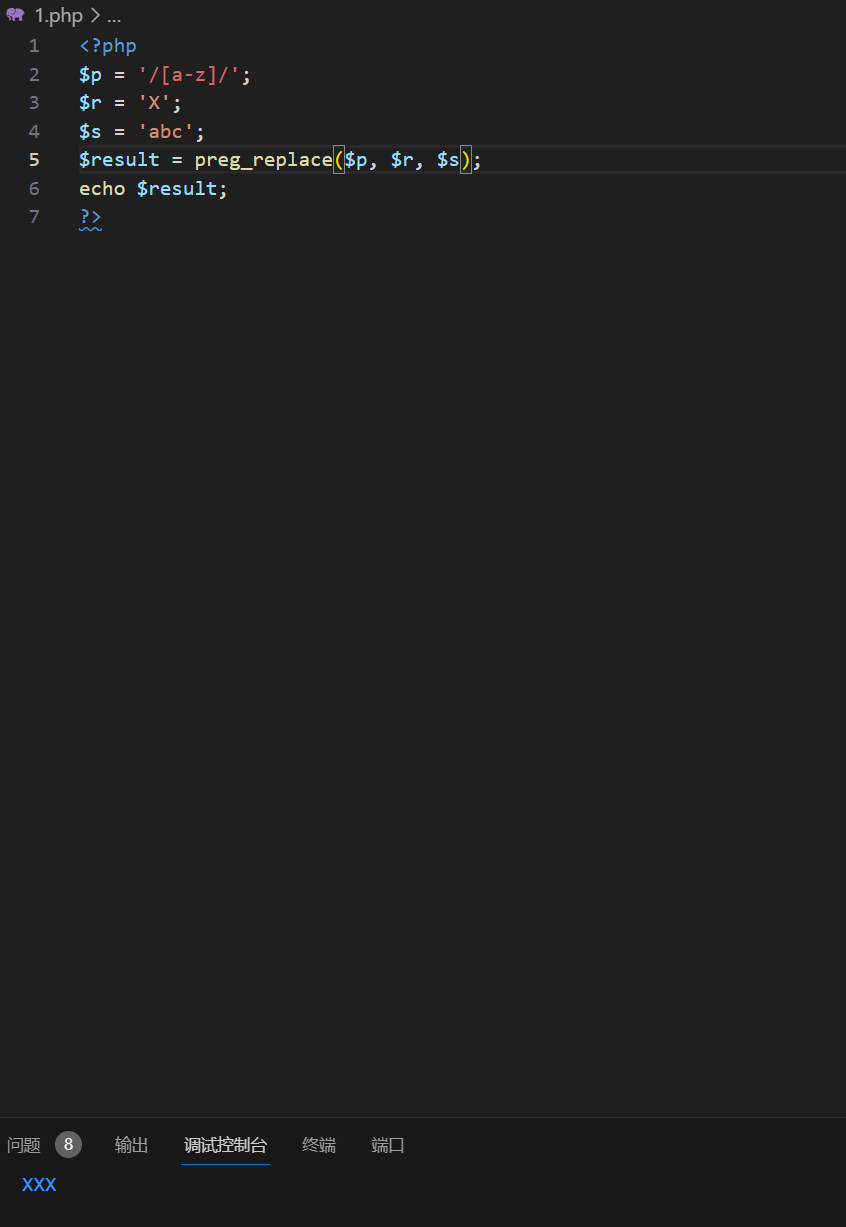 1.php > ...
1 <?php
2 $p = '/[a-z]/';
3 $r = 'X';
4 $s = 'abc';
5 $result = preg_replace($p, $r, $s);
6 echo $result;
7 ?>
问题 8 输出 调试控制台 终端 端口
XXX